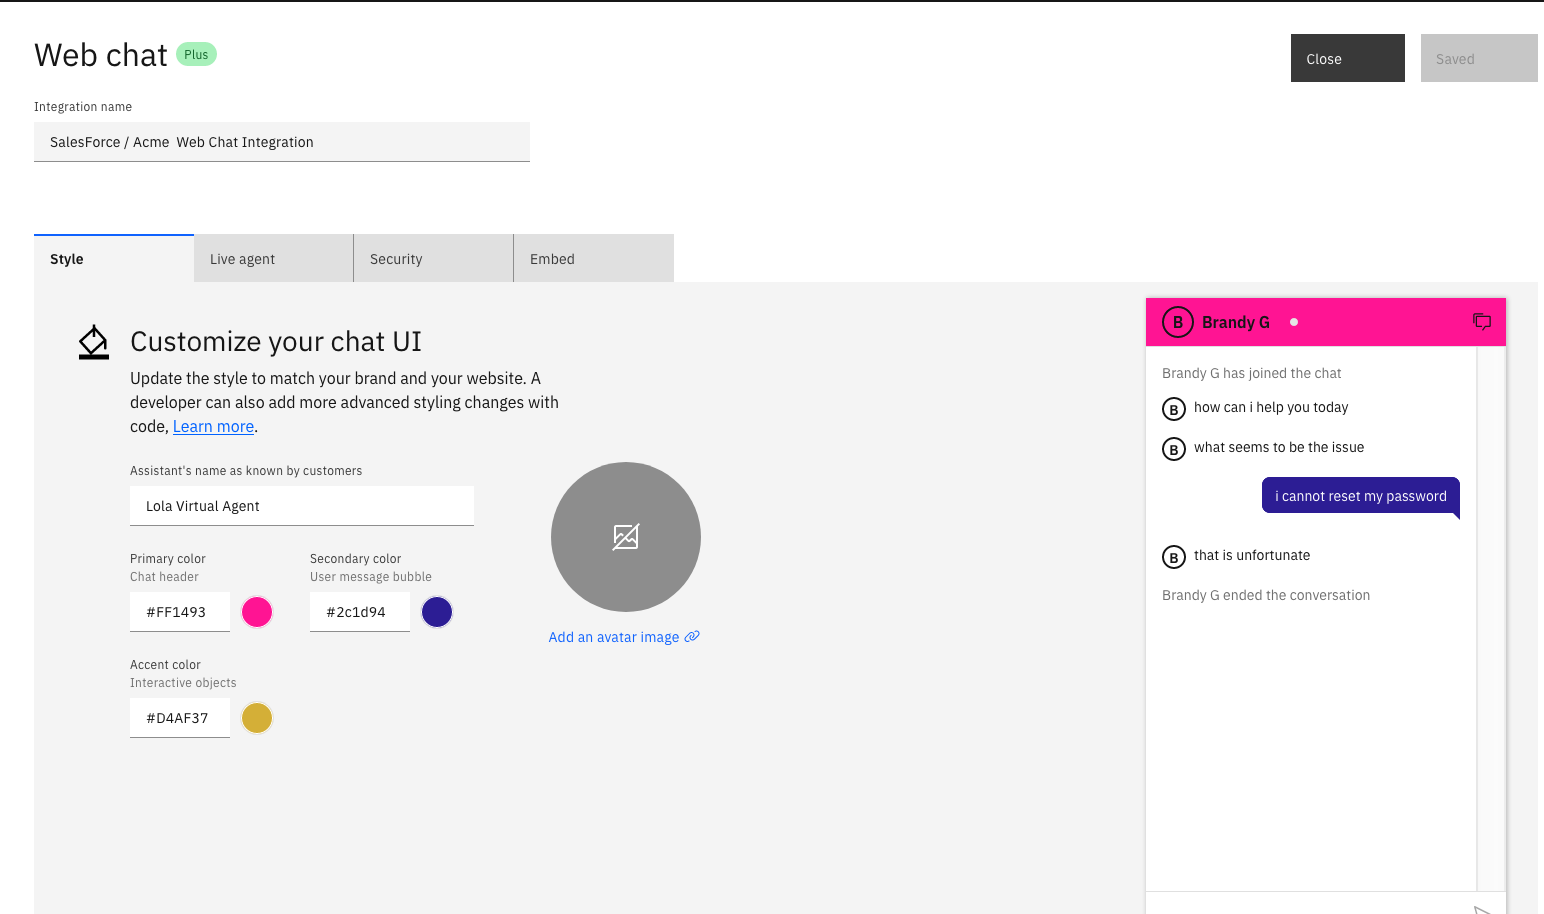 Web chat Plus
Close
Saved
Integration name
SalesForce / Acme  Web Chat Integration
Style
Live agent
Security
Embed
Customize your chat UI
Update the style to match your brand and your website. A
developer can also add more advanced styling changes with
code, Learn more.
Assistant's name as known by customers
Lola Virtual Agent
Primary color
Chat header
#FF1493
Secondary color
User message bubble
#2c1d94
Accent color
Interactive objects
#D4AF37
Add an avatar image
B Brandy G
Brandy G has joined the chat
B how can i help you today
B what seems to be the issue
i cannot reset my password
B that is unfortunate
Brandy G ended the conversation